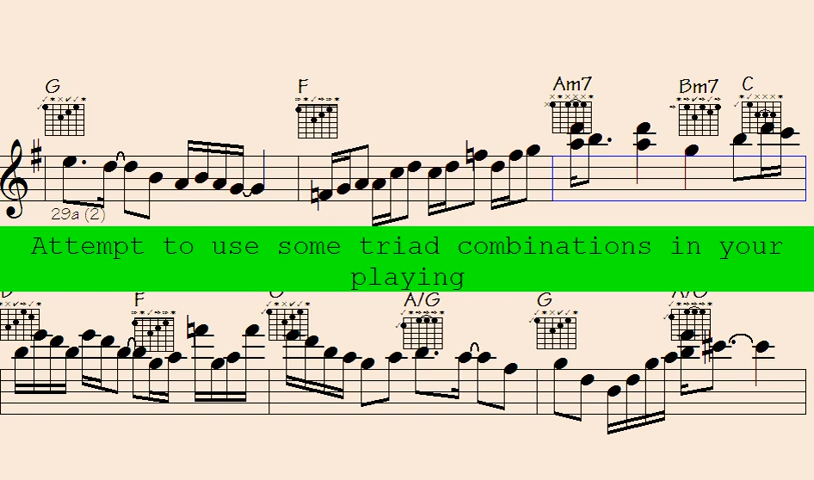 G F Am7 Bm7 C
29a (2)
Attempt to use some triad combinations in your
playing
F A/G G